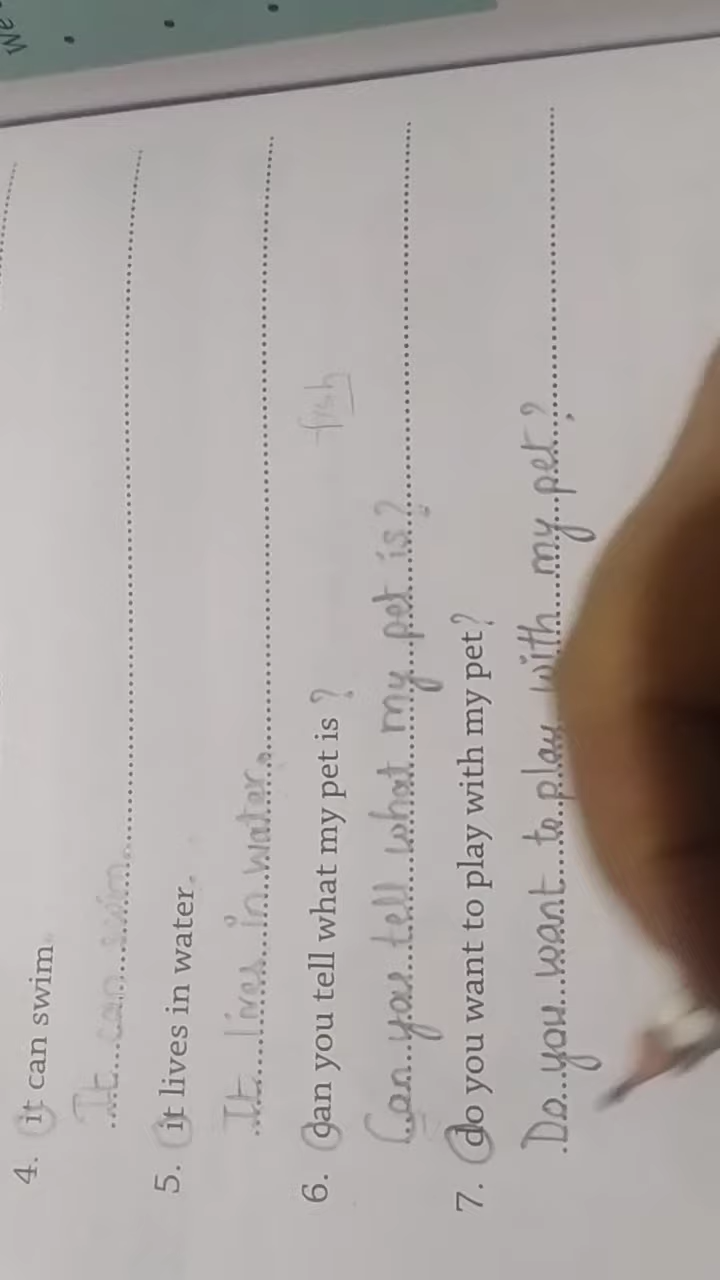 We
4. it can swim.
It can swim.
5. it lives in water.
It lives in water.
6. can you tell what my pet is ?
fish
Can you tell what my pet is?
7. do you want to play with my pet?
Do you want to play with my pet?